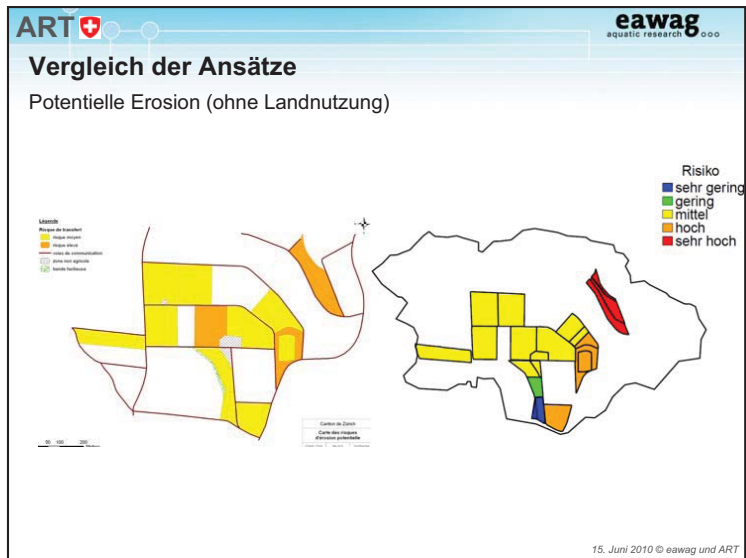 ART
eawag
aquatic research ooo
Vergleich der Ansätze
Potentielle Erosion (ohne Landnutzung)
Légende
Risque de transfert
risque moyen
risque élevé
voies de communication
zone non agricole
bande herbeuse
50 100 200
Canton de Zürich
Carte des risques
d'érosion potentielle
Risiko
sehr gering
gering
mittel
hoch
sehr hoch
15. Juni 2010 © eawag und ART